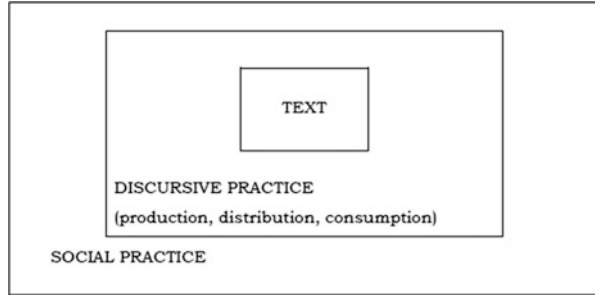 TEXT
DISCURSIVE PRACTICE
(production, distribution, consumption)
SOCIAL PRACTICE